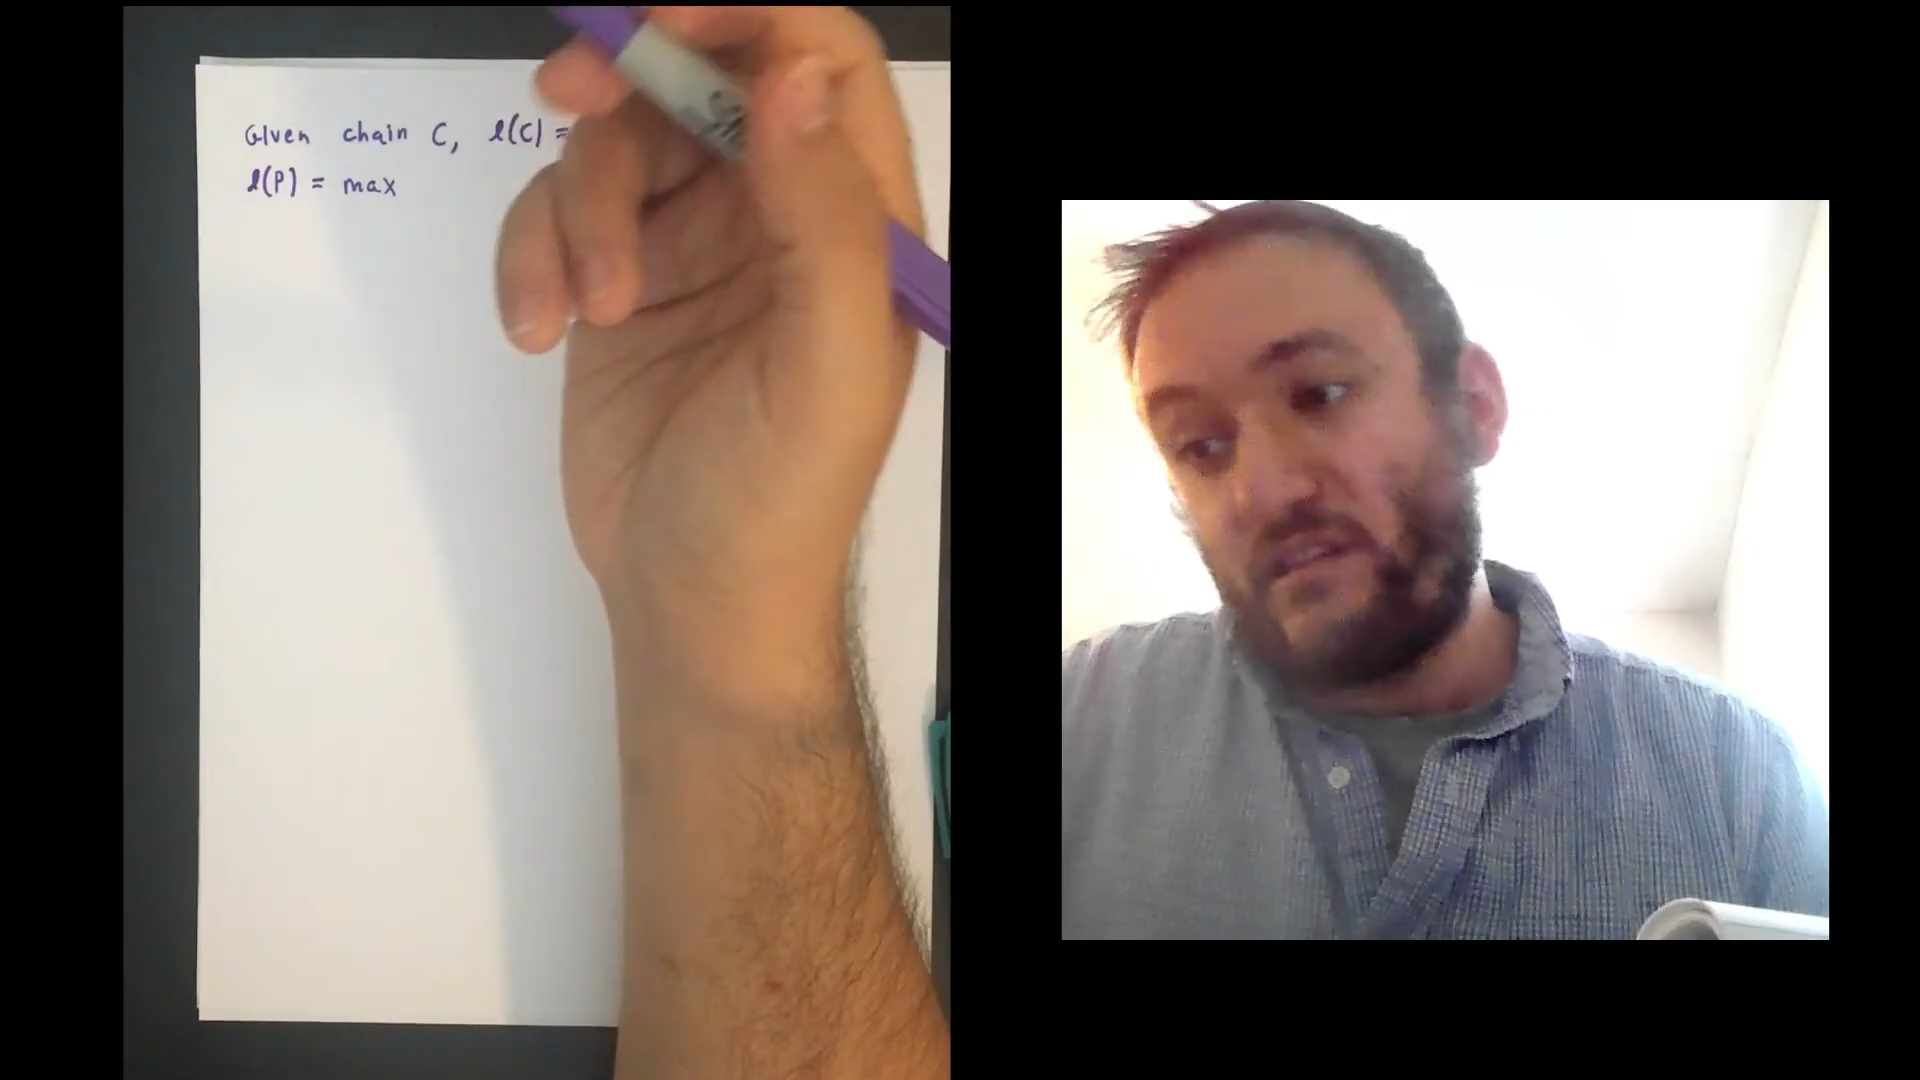 Given chain C, l(C) =
l(P) = max